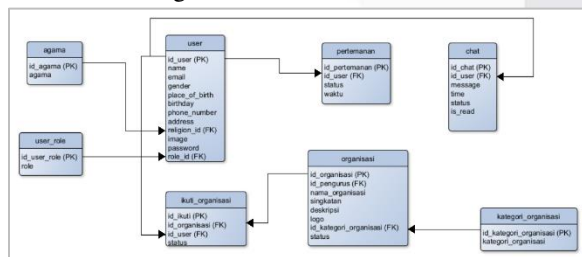 agama
id_agama (PK)
agama
user
id_user (PK)
name
email
gender
place_of_birth
birthday
phone_number
address
religion_id (FK)
image
password
role_id (FK)
pertemanan
id_pertemanan (PK)
id_user (FK)
status
waktu
chat
id_chat (PK)
id_user (FK)
message
time
status
is_read
user_role
id_user_role (PK)
role
ikuti_organisasi
id_ikuti (PK)
id_organisasi (FK)
id_user (FK)
status
organisasi
id_organisasi (PK)
id_pengurus (FK)
nama_organisasi
singkatan
deskripsi
logo
id_kategori_organisasi (FK)
status
kategori_organisasi
id_kategori_organisasi (PK)
kategori_organisasi